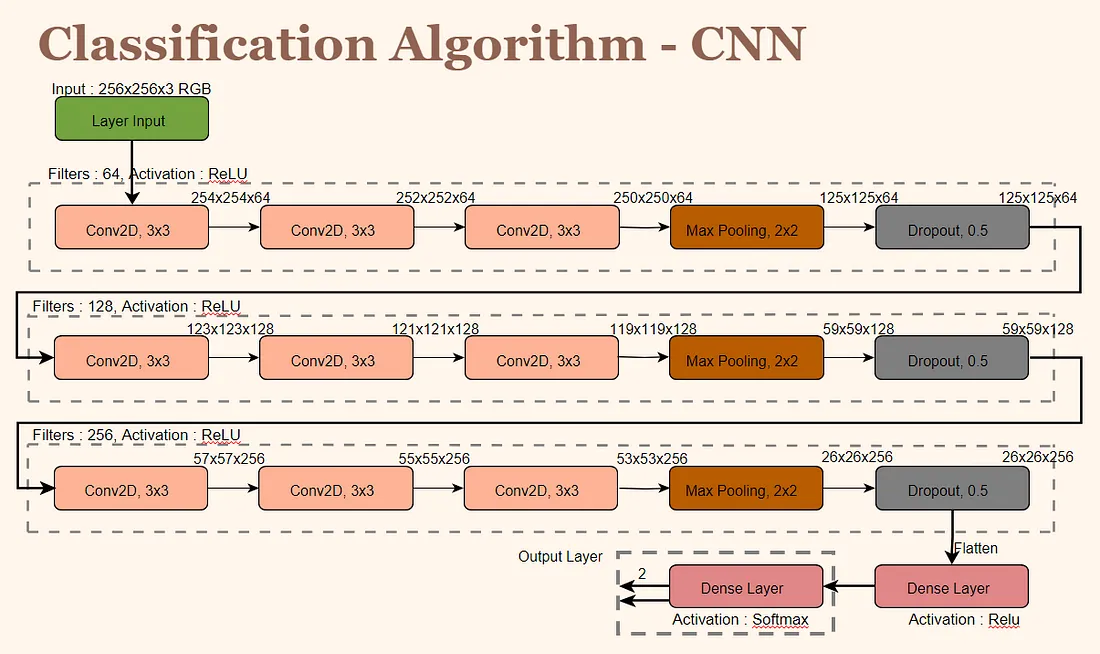 Classification Algorithm - CNN
Input : 256x256x3 RGB
Layer Input
Filters : 64, Activation : ReLU
254x254x64
252x252x64
250x250x64
125x125x64
125x125x64
Conv2D, 3x3
Conv2D, 3x3
Conv2D, 3x3
Max Pooling, 2x2
Dropout, 0.5
Filters : 128, Activation : ReLU
123x123x128
121x121x128
119x119x128
59x59x128
59x59x128
Conv2D, 3x3
Conv2D, 3x3
Conv2D, 3x3
Max Pooling, 2x2
Dropout, 0.5
Filters : 256, Activation : ReLU
57x57x256
55x55x256
53x53x256
26x26x256
26x26x256
Conv2D, 3x3
Conv2D, 3x3
Conv2D, 3x3
Max Pooling, 2x2
Dropout, 0.5
Flatten
Output Layer
2
Dense Layer
Dense Layer
Activation : Softmax
Activation : Relu